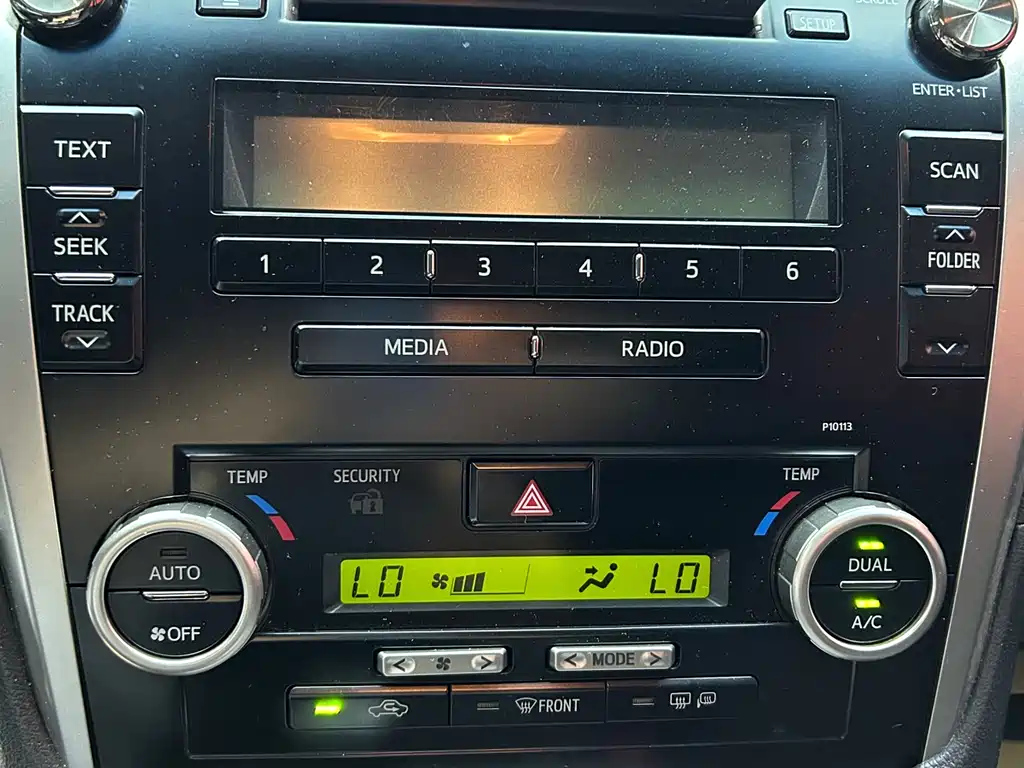 SCROLL
SETUP
ENTER•LIST
TEXT
SCAN
SEEK
FOLDER
TRACK
1 2 3 4 5 6
MEDIA RADIO
P10113
TEMP SECURITY TEMP
AUTO
OFF
LO LO
DUAL
A/C
< > < MODE >
FRONT